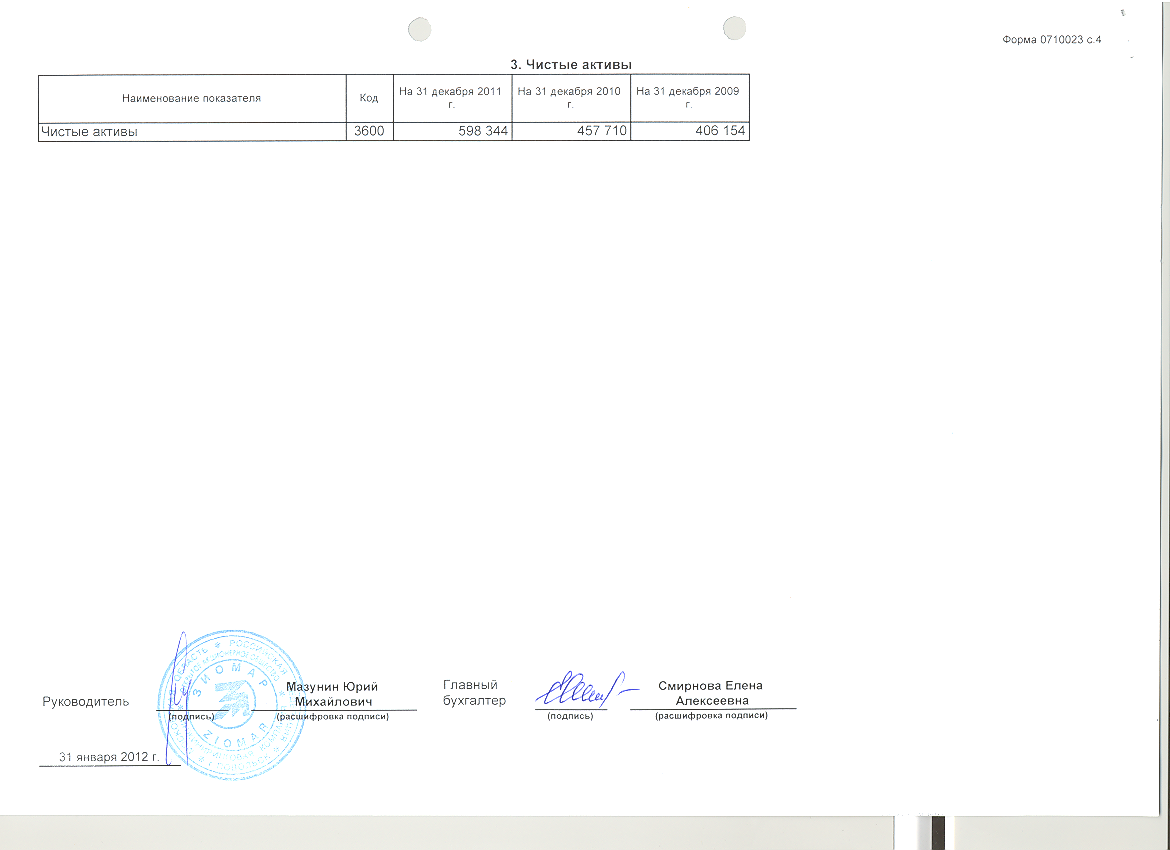 Форма 0710023 с.4
3. Чистые активы
Наименование показателя Код На 31 декабря 2011 г. На 31 декабря 2010 г. На 31 декабря 2009 г.
Чистые активы 3600 598 344 457 710 406 154
Руководитель
(подпись)
Мазунин Юрий
Михайлович
(расшифровка подписи)
Главный
бухгалтер
(подпись)
Смирнова Елена
Алексеевна
(расшифровка подписи)
31 января 2012 г.
ЗИОМАР
ZIOMAR